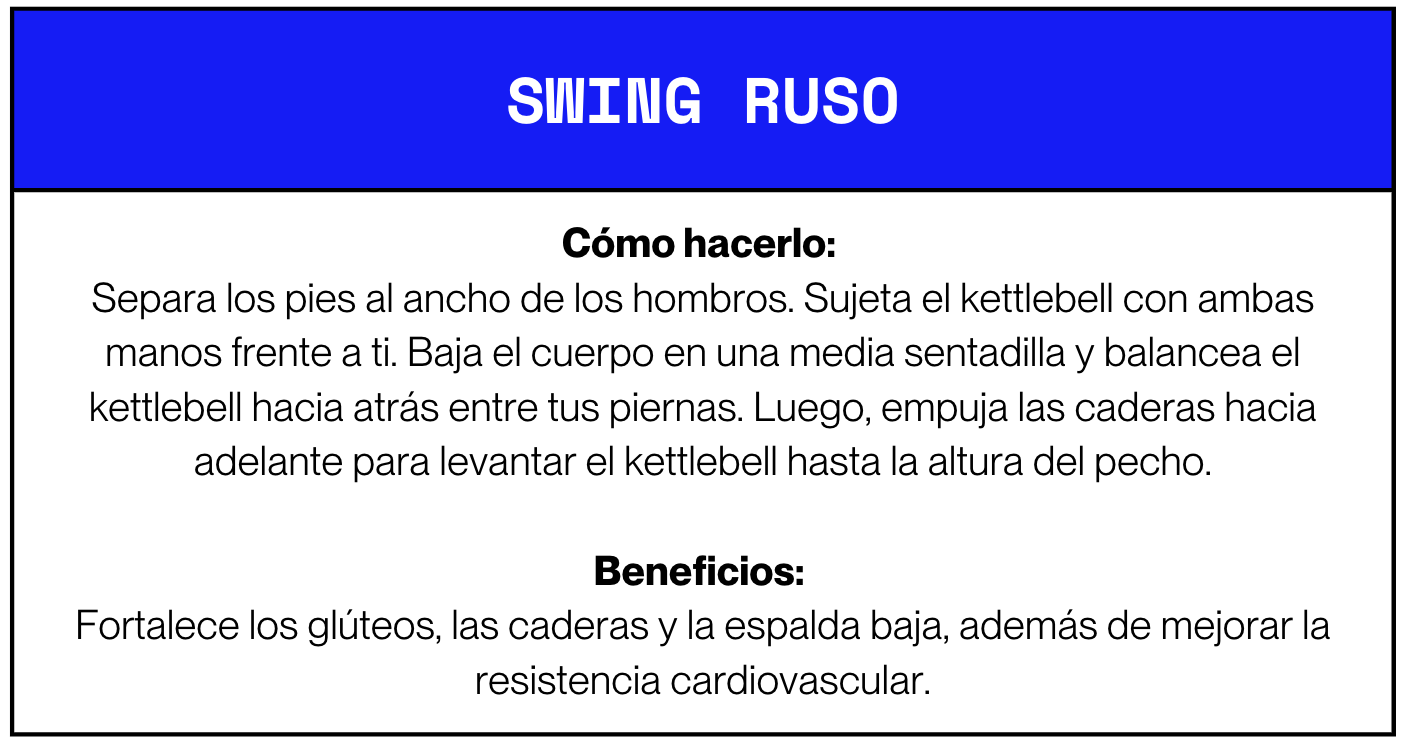 SWING RUSO
Cómo hacerlo:
Separa los pies al ancho de los hombros. Sujeta el kettlebell con ambas
manos frente a ti. Baja el cuerpo en una media sentadilla y balancea el
kettlebell hacia atrás entre tus piernas. Luego, empuja las caderas hacia
adelante para levantar el kettlebell hasta la altura del pecho.
Beneficios:
Fortalece los glúteos, las caderas y la espalda baja, además de mejorar la
resistencia cardiovascular.